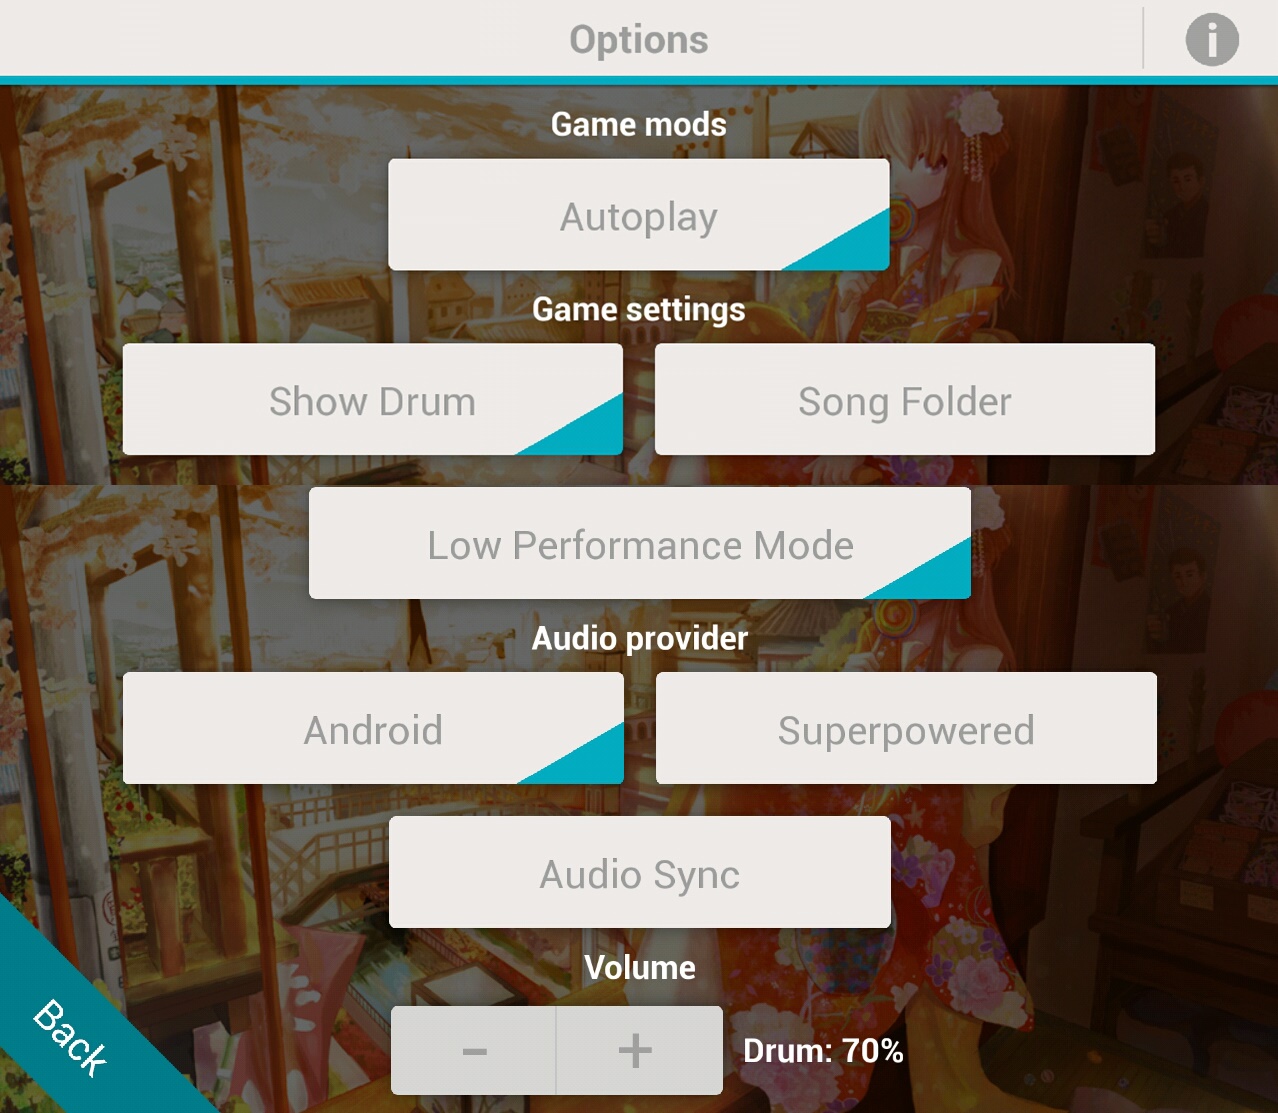 Options
i
Game mods
Autoplay
Game settings
Show Drum
Song Folder
Low Performance Mode
Audio provider
Android
Superpowered
Audio Sync
Volume
- +
Drum: 70%
Back